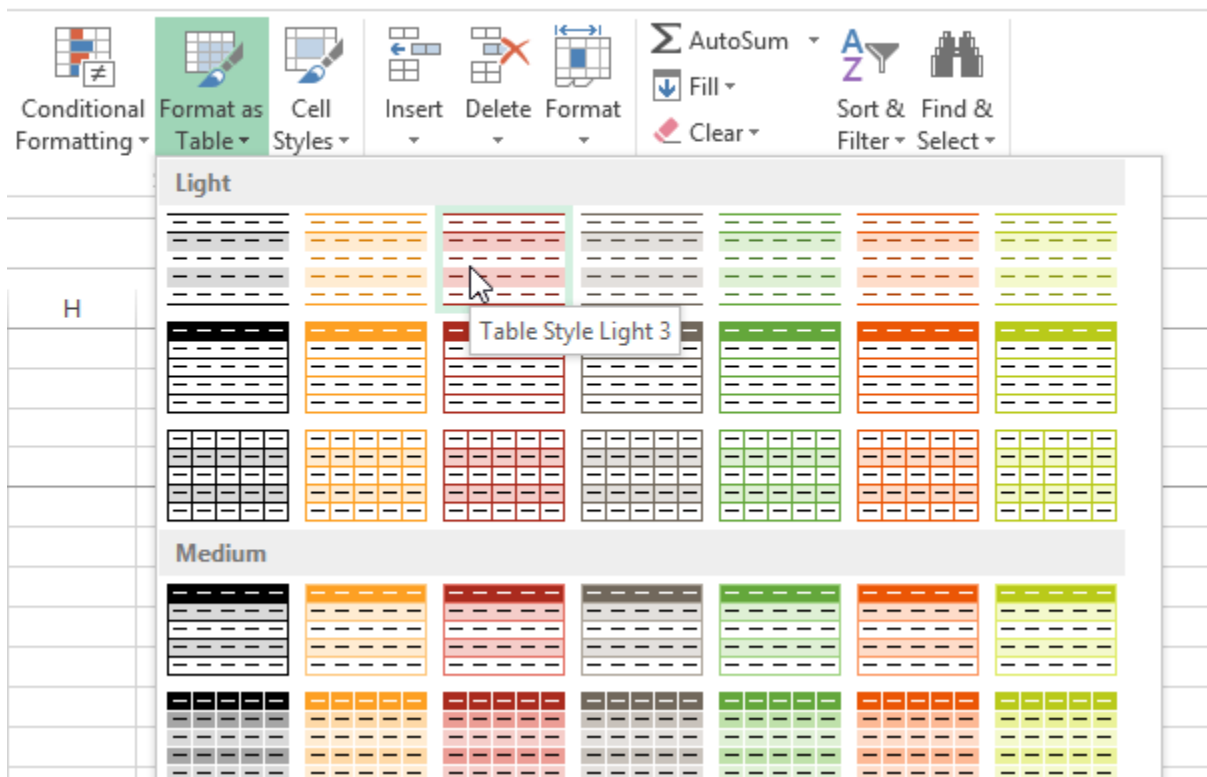 Conditional Formatting
Format as Table
Cell Styles
Insert
Delete
Format
AutoSum
Fill
Clear
Sort & Filter
Find & Select
Light
H
Table Style Light 3
Medium